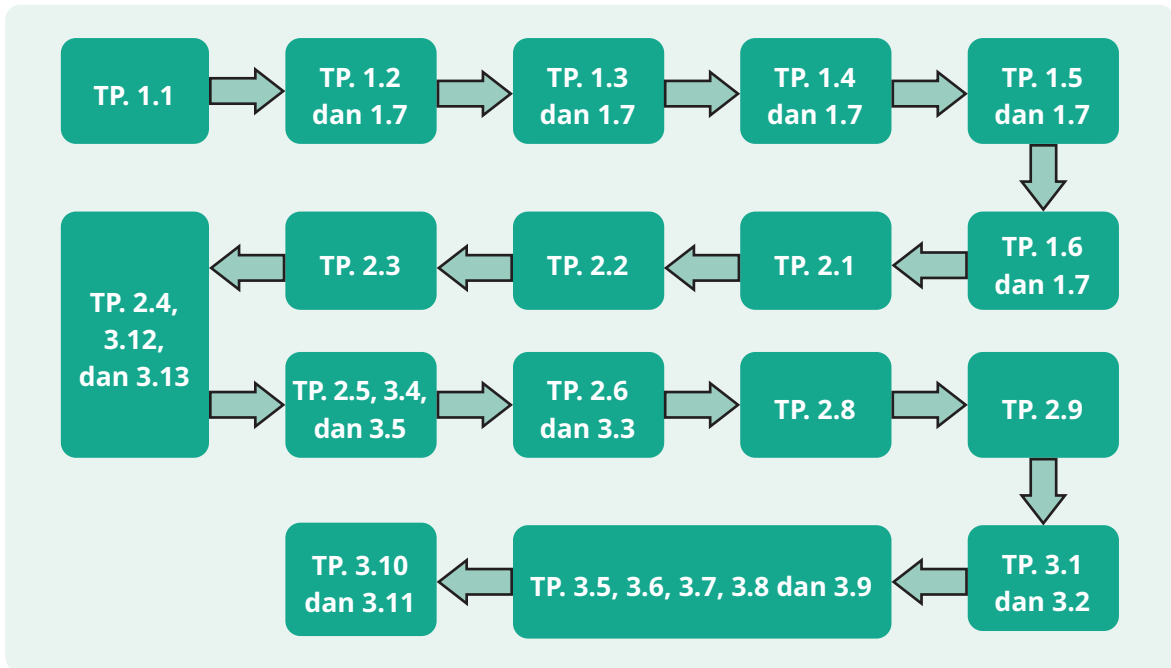 TP. 1.1
TP. 1.2
dan 1.7
TP. 1.3
dan 1.7
TP. 1.4
dan 1.7
TP. 1.5
dan 1.7
TP. 1.6
dan 1.7
TP. 2.1
TP. 2.2
TP. 2.3
TP. 2.4,
3.12,
dan 3.13
TP. 2.5, 3.4,
dan 3.5
TP. 2.6
dan 3.3
TP. 2.8
TP. 2.9
TP. 3.1
dan 3.2
TP. 3.5, 3.6, 3.7, 3.8 dan 3.9
TP. 3.10
dan 3.11